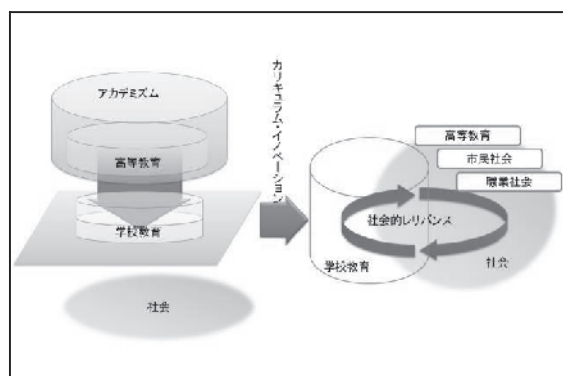 アカデミズム
高等教育
学校教育
社会
カリキュラム・イノベーション
高等教育
市民社会
職業社会
社会的レリバンス
学校教育
社会